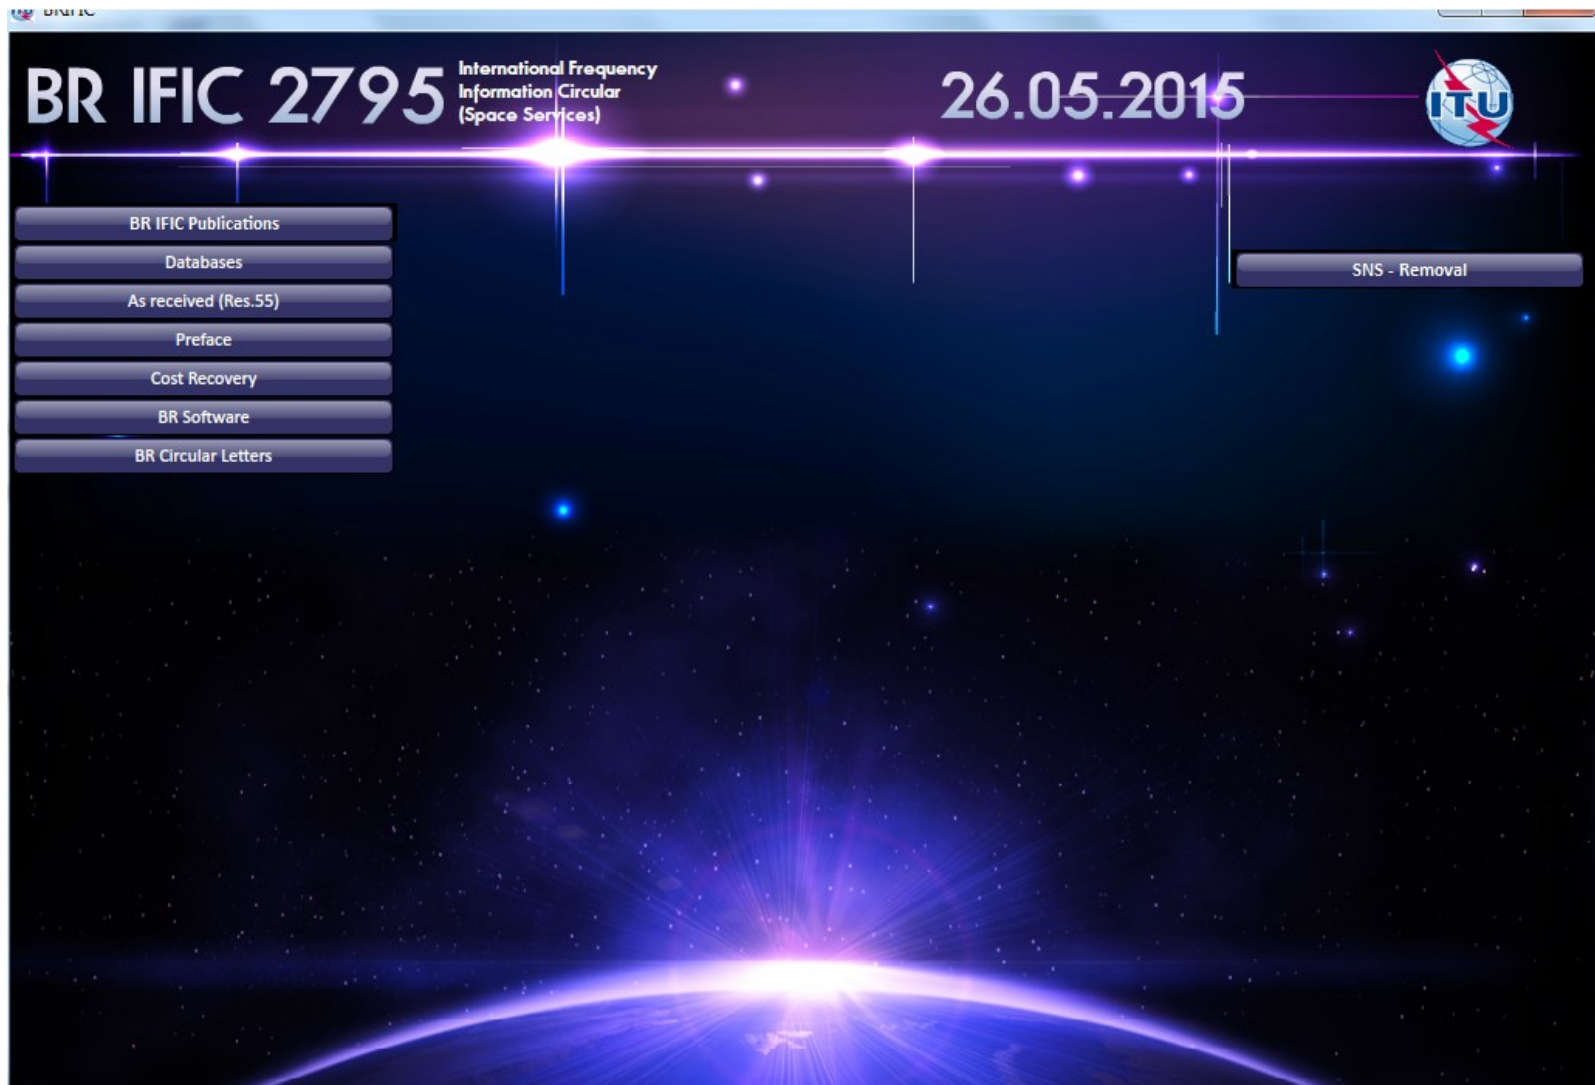 BRIFIC
BR IFIC 2795
International Frequency
Information Circular
(Space Services)
26.05.2015
ITU
BR IFIC Publications
Databases
As received (Res.55)
Preface
Cost Recovery
BR Software
BR Circular Letters
SNS - Removal